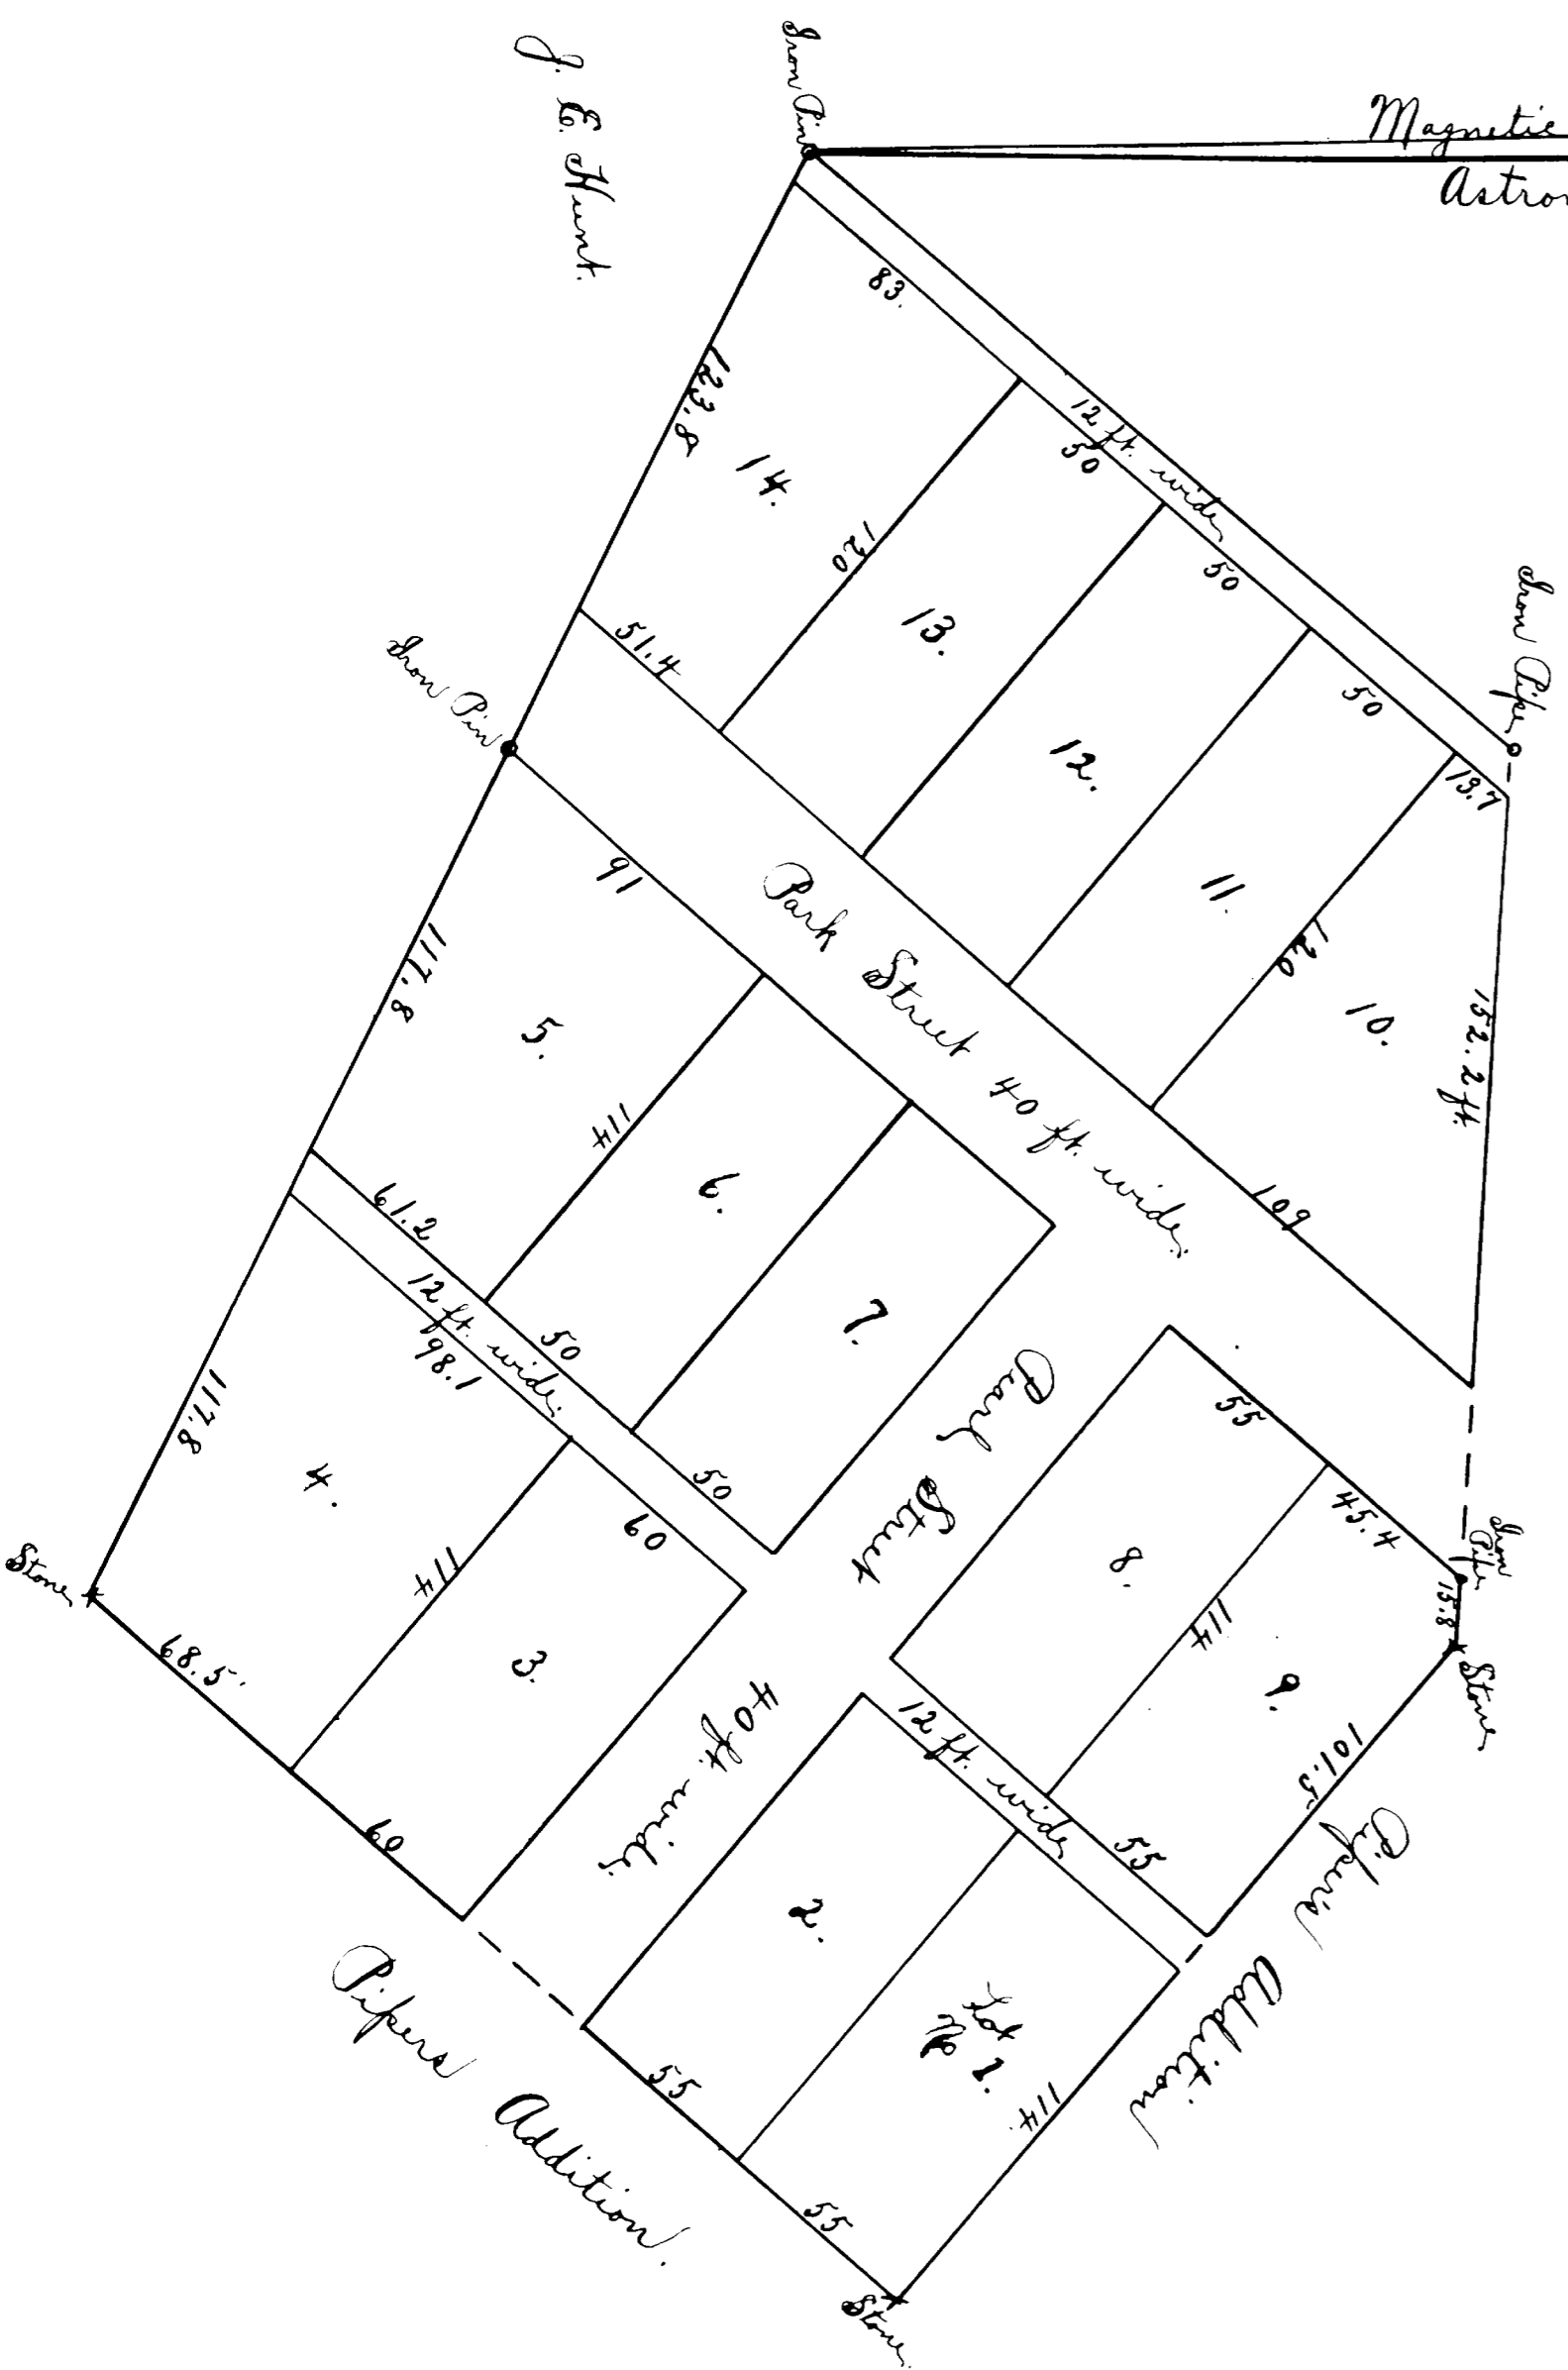 Magnetic
Astro
Iron Pin
J. E. Hunt.
83.
12 ft. wide
50
50
50
13.7
Iron Pipe
123.8
14.
120
13.
12.
11.
120
10.
152.2 ft.
51.4
109
Iron Pin
Park Street 40 ft. wide.
91
117.8
5.
114
6.
7.
61.2
50
50
12 ft. wide.
98.1
60
117.8
4.
114
3.
Stone
68.5
60
Pearl Street
40 ft. wide
55
45.4
Iron Pipe
15.8
Stone
8.
114
9.
101.5
55
12 ft. wide
2.
Lot
No 1.
114
55
55
Stone
Piper's Addition
Pipers Addition.